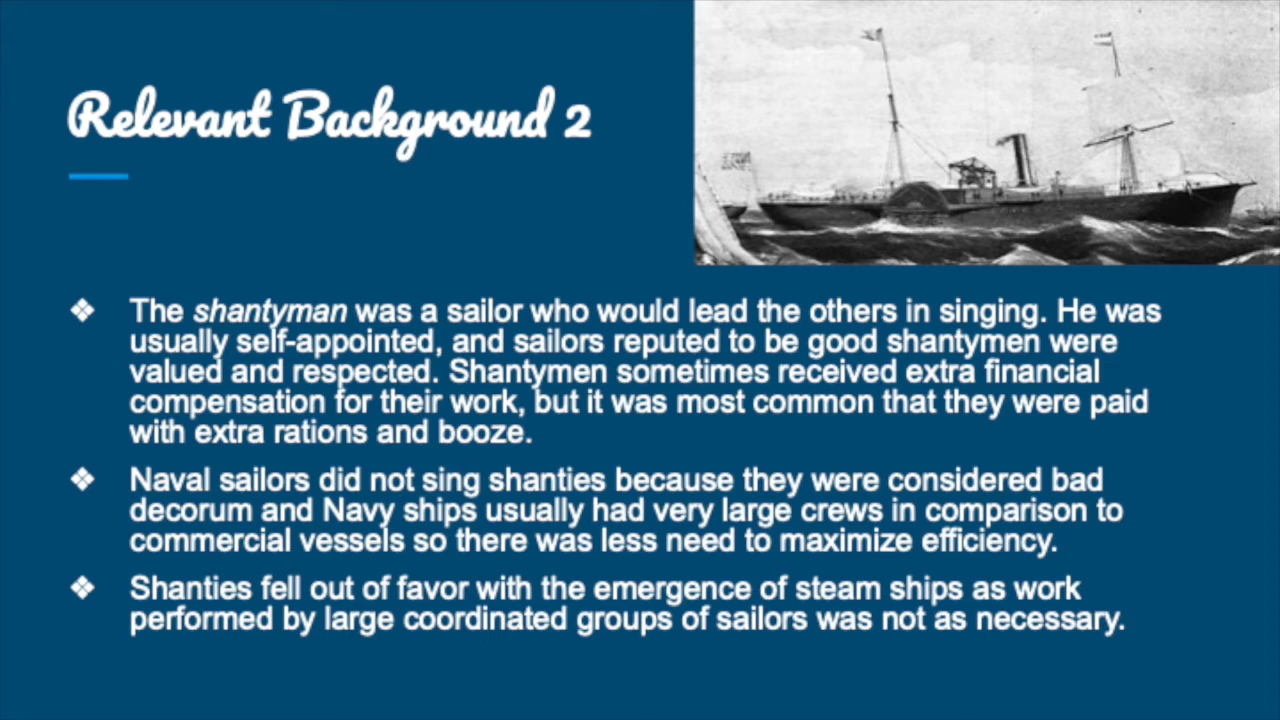 Relevant Background 2
❖ The shantyman was a sailor who would lead the others in singing. He was
usually self-appointed, and sailors reputed to be good shantymen were
valued and respected. Shantymen sometimes received extra financial
compensation for their work, but it was most common that they were paid
with extra rations and booze.
❖ Naval sailors did not sing shanties because they were considered bad
decorum and Navy ships usually had very large crews in comparison to
commercial vessels so there was less need to maximize efficiency.
❖ Shanties fell out of favor with the emergence of steam ships as work
performed by large coordinated groups of sailors was not as necessary.